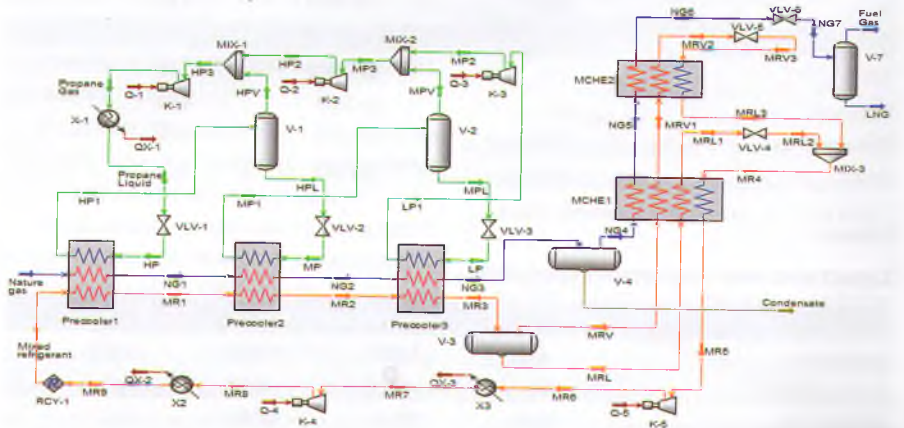 NG6
VLV-6
NG7
Fuel
Gas
VLV-5
MRV2
MRV3
V-7
MIX-1
HP3
HP2
MIX-2
MP3
MP2
Propane
Gas
Q-1
K-1
HPV
Q-2
K-2
MPV
Q-3
K-3
MCHE2
LNG
X-1
QX-1
V-1
V-2
NG5
MRV1
MRL3
MRL1
VLV-4
MRL2
MIX-3
Propane
Liquid
HP1
HPL
MP1
MPL
LP1
MR4
MCHE1
VLV-1
VLV-2
VLV-3
NG4
HP
MP
LP
Nature
gas
NG1
NG2
NG3
V-4
MR1
MR2
MR3
Condensate
Precooler1
Precooler2
Precooler3
MRV
V-3
MRL
Mixed
refrigerant
MR5
RCY-1
MR9
QX-2
X2
MR8
QX-3
MR7
X3
MR6
Q-4
K-4
Q-5
K-5